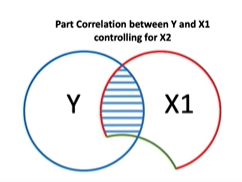 Part Correlation between Y and X1
controlling for X2
Y X1